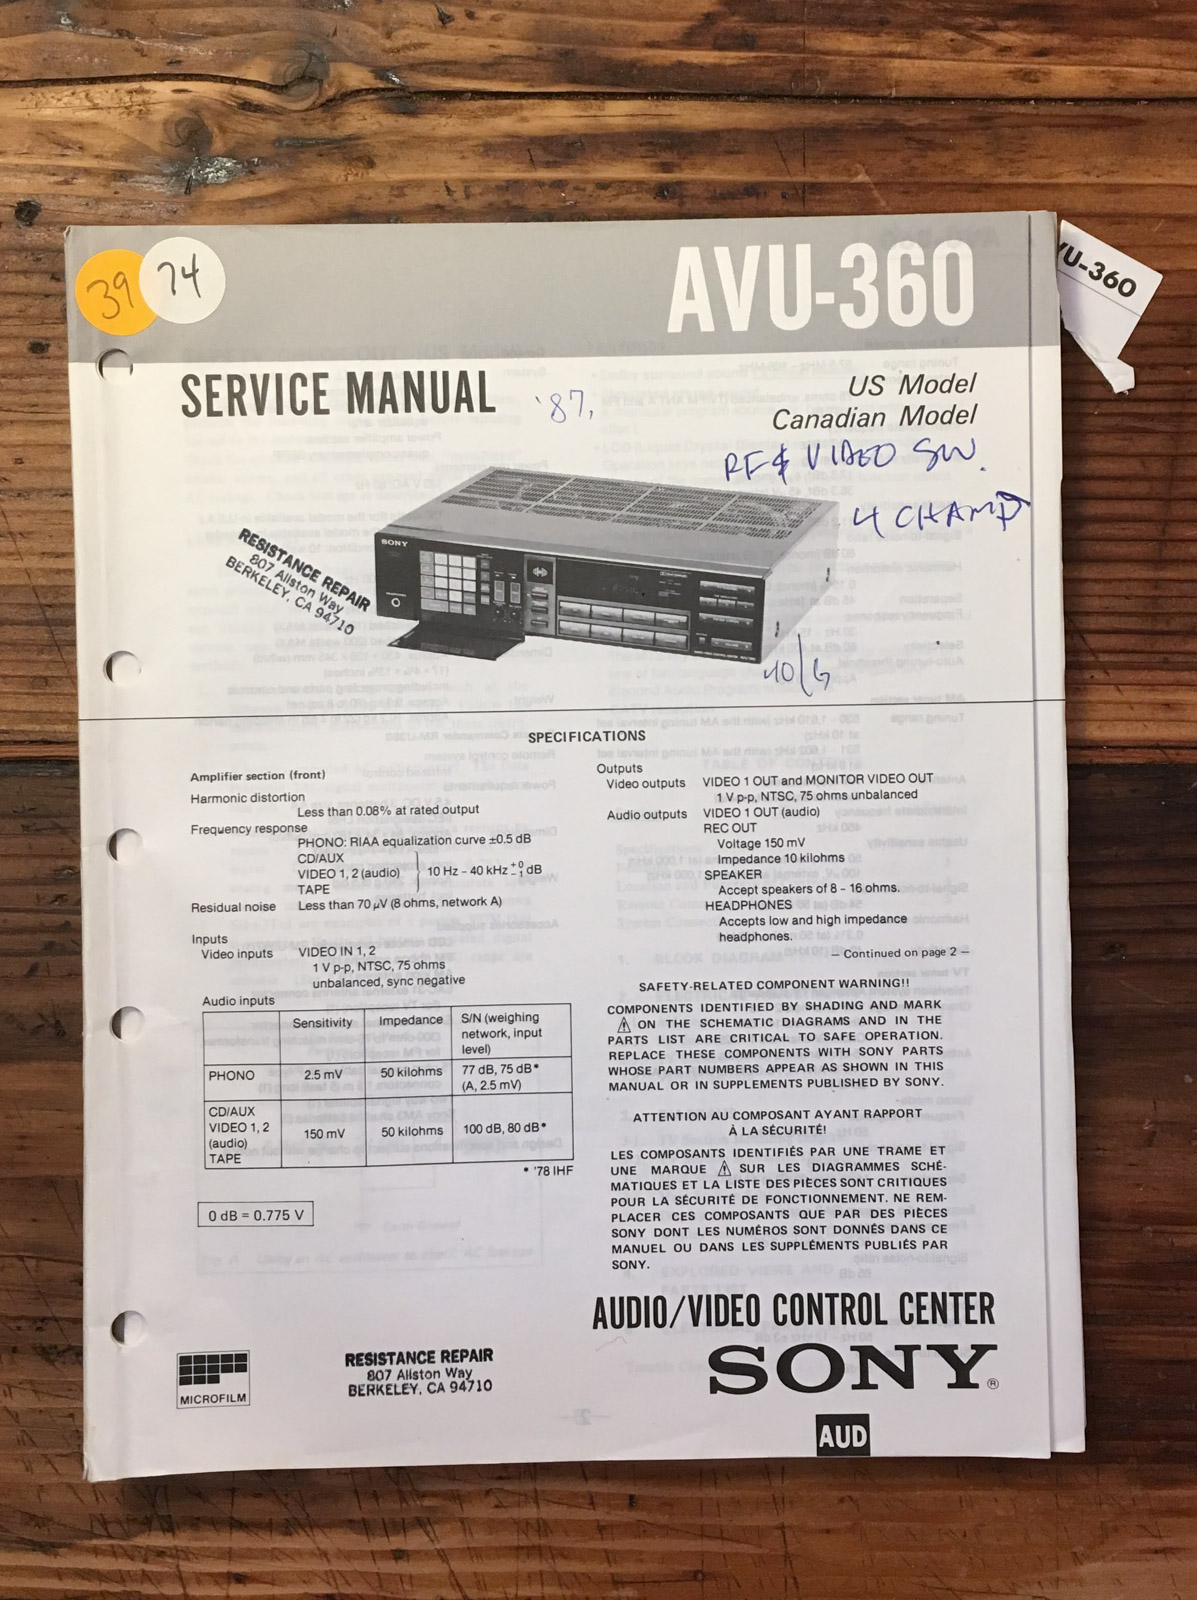 39
74
AVU-360
VU-360
SERVICE MANUAL
'87,
US Model
Canadian Model
RF & VIDEO SW.
4 CHAMP
SONY
RESISTANCE REPAIR
807 Allston Way
BERKELEY, CA 94710
SPECIFICATIONS
Amplifier section (front)
Harmonic distortion
Less than 0.08% at rated output
Frequency response
PHONO: RIAA equalization curve ±0.5 dB
CD/AUX
VIDEO 1, 2 (audio)
TAPE
10 Hz – 40 kHz +0 -1 dB
Residual noise Less than 70 µV (8 ohms, network A)
Inputs
Video inputs VIDEO IN 1, 2
1 V p-p, NTSC, 75 ohms
unbalanced, sync negative
Audio inputs
Sensitivity Impedance S/N (weighing
network, input
level)
PHONO 2.5 mV 50 kilohms 77 dB, 75 dB*
(A, 2.5 mV)
CD/AUX
VIDEO 1, 2
(audio)
TAPE
150 mV 50 kilohms 100 dB, 80 dB*
* '78 IHF
0 dB = 0.775 V
Outputs
Video outputs VIDEO 1 OUT and MONITOR VIDEO OUT
1 V p-p, NTSC, 75 ohms unbalanced
Audio outputs VIDEO 1 OUT (audio)
REC OUT
Voltage 150 mV
Impedance 10 kilohms
SPEAKER
Accept speakers of 8 – 16 ohms.
HEADPHONES
Accepts low and high impedance
headphones.
— Continued on page 2 —
SAFETY-RELATED COMPONENT WARNING!!
COMPONENTS IDENTIFIED BY SHADING AND MARK
⚠ ON THE SCHEMATIC DIAGRAMS AND IN THE
PARTS LIST ARE CRITICAL TO SAFE OPERATION.
REPLACE THESE COMPONENTS WITH SONY PARTS
WHOSE PART NUMBERS APPEAR AS SHOWN IN THIS
MANUAL OR IN SUPPLEMENTS PUBLISHED BY SONY.
ATTENTION AU COMPOSANT AYANT RAPPORT
À LA SÉCURITÉ!
LES COMPOSANTS IDENTIFIÉS PAR UNE TRAME ET
UNE MARQUE ⚠ SUR LES DIAGRAMMES SCHÉ-
MATIQUES ET LA LISTE DES PIÈCES SONT CRITIQUES
POUR LA SÉCURITÉ DE FONCTIONNEMENT. NE REM-
PLACER CES COMPOSANTS QUE PAR DES PIÈCES
SONY DONT LES NUMÉROS SONT DONNÉS DANS CE
MANUEL OU DANS LES SUPPLÉMENTS PUBLIÉS PAR
SONY.
AUDIO/VIDEO CONTROL CENTER
SONY®
MICROFILM
RESISTANCE REPAIR
807 Allston Way
BERKELEY, CA 94710
AUD